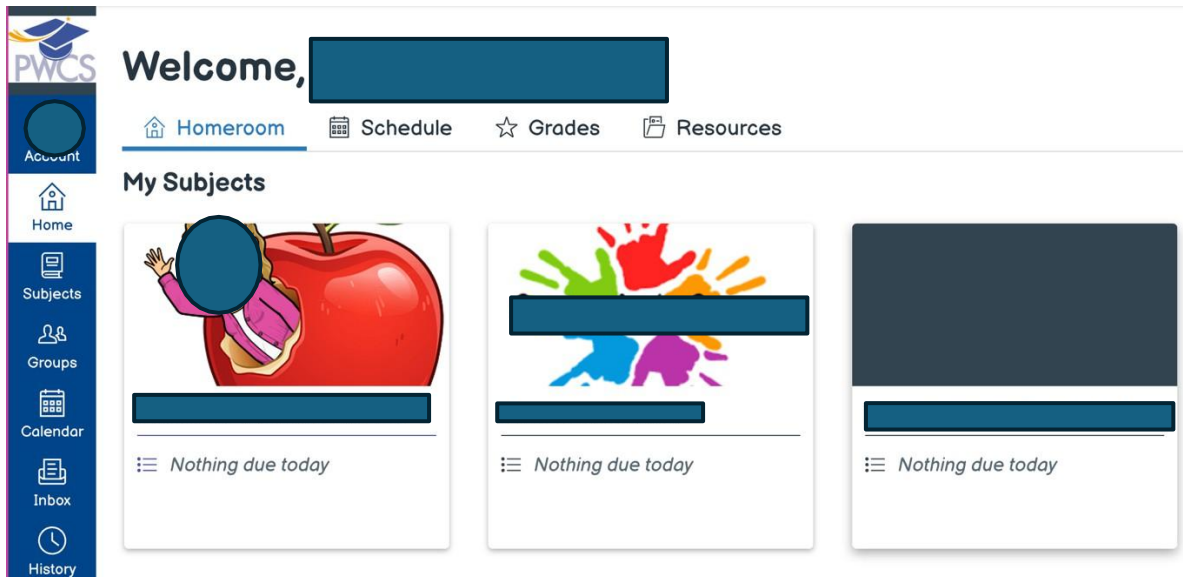 PWCS
Account
Home
Subjects
Groups
Calendar
Inbox
History
Welcome,
Homeroom Schedule Grades Resources
My Subjects
Nothing due today Nothing due today Nothing due today